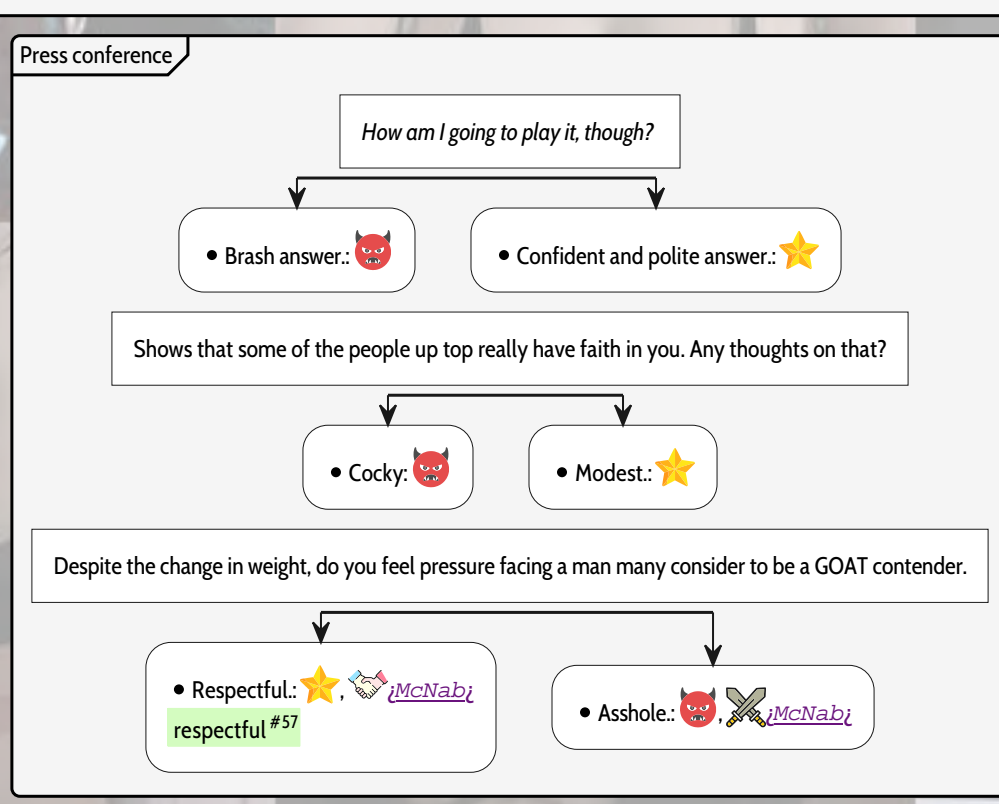 Press conference
How am I going to play it, though?
• Brash answer.:
• Confident and polite answer.:
Shows that some of the people up top really have faith in you. Any thoughts on that?
• Cocky:
• Modest.:
Despite the change in weight, do you feel pressure facing a man many consider to be a GOAT contender.
• Respectful.: , ¿McNab¿
respectful #57
• Asshole.: , ¿McNab¿